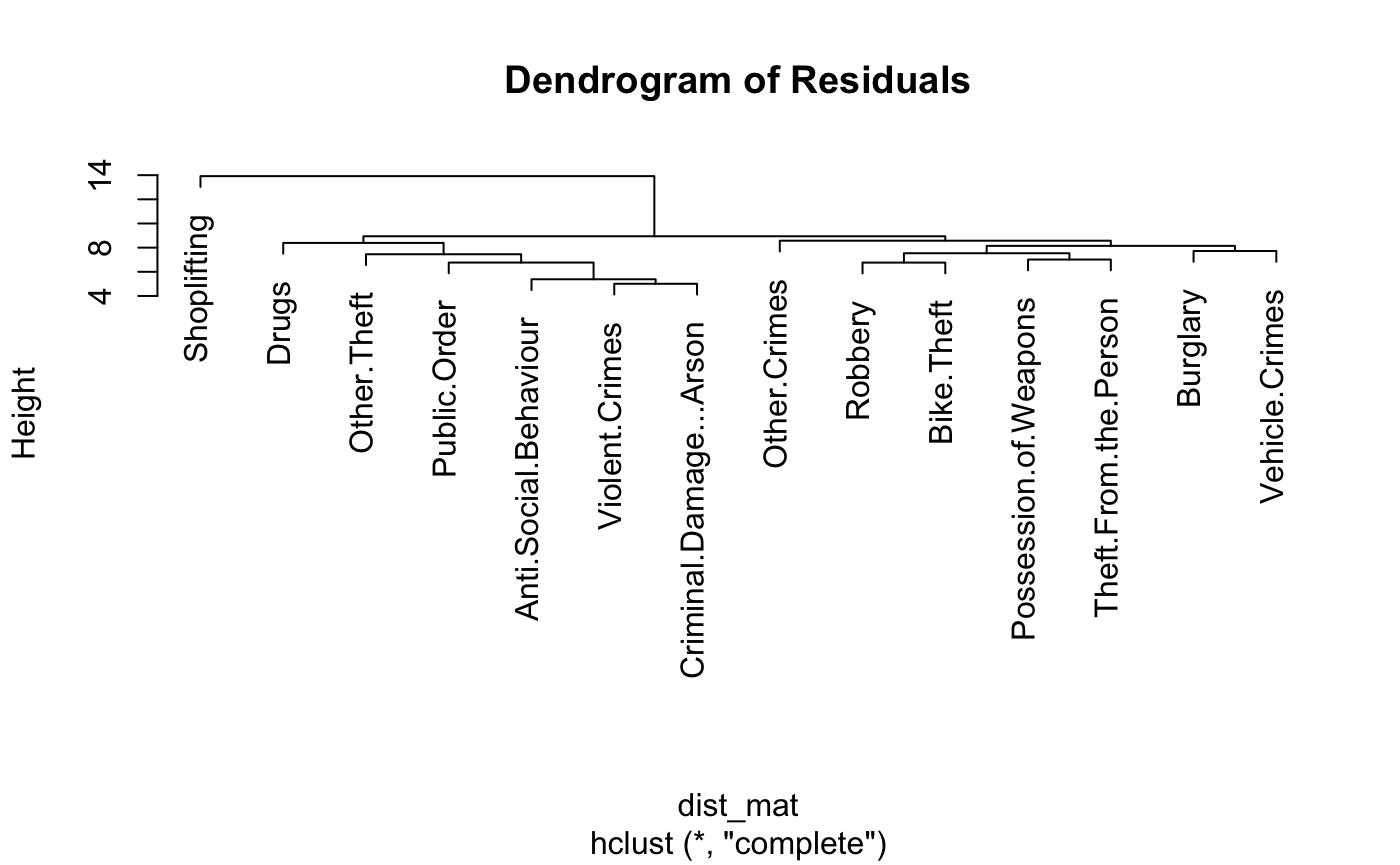 Dendrogram of Residuals
Height
14
8
4
Shoplifting
Drugs
Other.Theft
Public.Order
Anti.Social.Behaviour
Violent.Crimes
Criminal.Damage...Arson
Other.Crimes
Robbery
Bike.Theft
Possession.of.Weapons
Theft.From.the.Person
Burglary
Vehicle.Crimes
dist_mat
hclust (*, "complete")